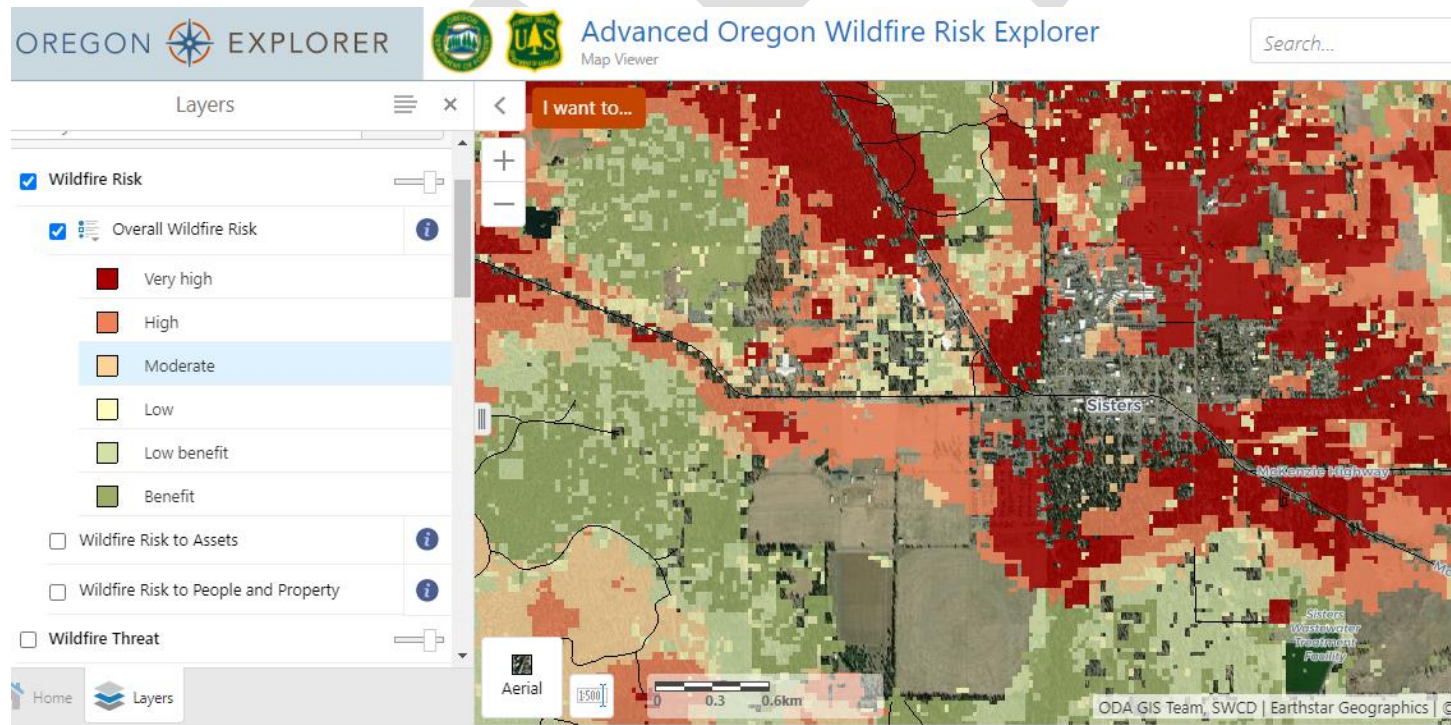 OREGON EXPLORER
Advanced Oregon Wildfire Risk Explorer
Map Viewer
Search...
Layers
I want to...
Wildfire Risk
Overall Wildfire Risk
Very high
High
Moderate
Low
Low benefit
Benefit
Wildfire Risk to Assets
Wildfire Risk to People and Property
Wildfire Threat
Home
Layers
Sisters
McKenzie Highway
Sisters
Wastewater
Treatment
Facility
Aerial
1:500
0 0.3 0.6km
ODA GIS Team, SWCD | Earthstar Geographics |